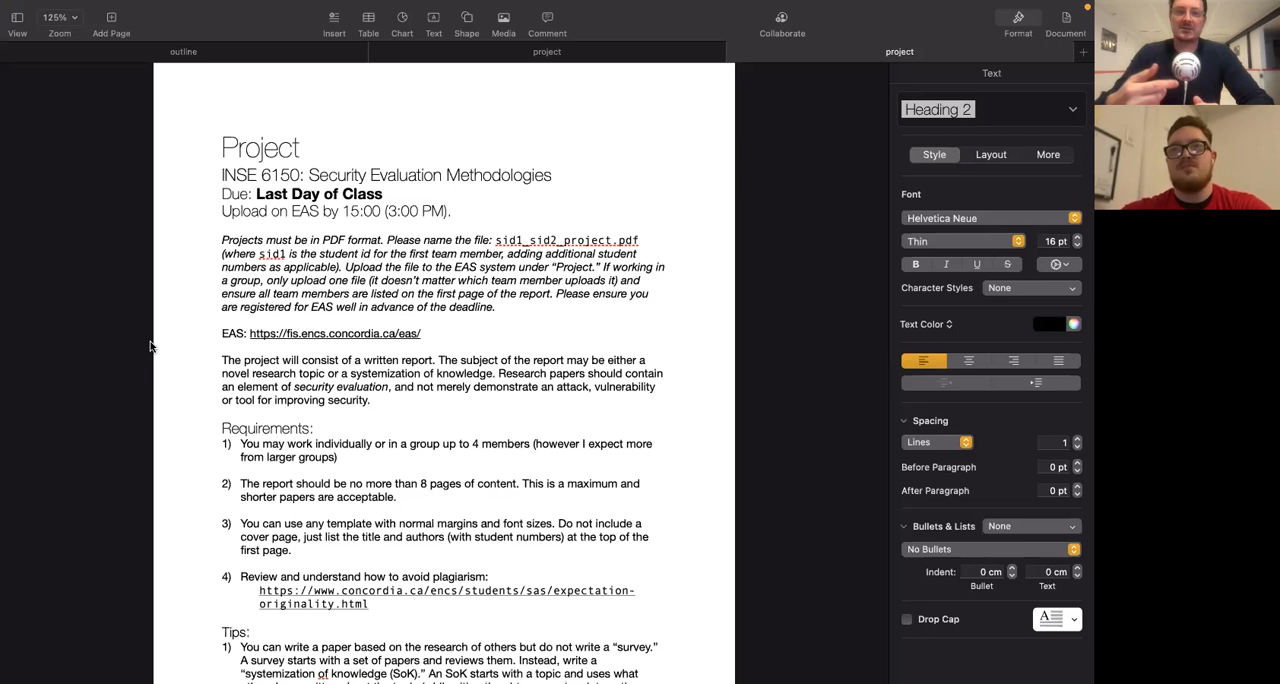 125%
View
Zoom
Add Page
Insert
Table
Chart
Text
Shape
Media
Comment
Collaborate
Format
Document
outline
project
project
Project
INSE 6150: Security Evaluation Methodologies
Due: Last Day of Class
Upload on EAS by 15:00 (3:00 PM).
Projects must be in PDF format. Please name the file: sid1_sid2_project.pdf
(where sid1 is the student id for the first team member, adding additional student
numbers as applicable). Upload the file to the EAS system under “Project.” If working in
a group, only upload one file (it doesn’t matter which team member uploads it) and
ensure all team members are listed on the first page of the report. Please ensure you
are registered for EAS well in advance of the deadline.
EAS: https://fis.encs.concordia.ca/eas/
The project will consist of a written report. The subject of the report may be either a
novel research topic or a systemization of knowledge. Research papers should contain
an element of security evaluation, and not merely demonstrate an attack, vulnerability
or tool for improving security.
Requirements:
1) You may work individually or in a group up to 4 members (however I expect more
from larger groups)
2) The report should be no more than 8 pages of content. This is a maximum and
shorter papers are acceptable.
3) You can use any template with normal margins and font sizes. Do not include a
cover page, just list the title and authors (with student numbers) at the top of the
first page.
4) Review and understand how to avoid plagiarism:
https://www.concordia.ca/encs/students/sas/expectation-
originality.html
Tips:
1) You can write a paper based on the research of others but do not write a “survey.”
A survey starts with a set of papers and reviews them. Instead, write a
“systemization of knowledge (SoK).” An SoK starts with a topic and uses what
Text
Heading 2
Style
Layout
More
Font
Helvetica Neue
Thin
16 pt
B
I
U
S
Character Styles
None
Text Color
Spacing
Lines
1
Before Paragraph
0 pt
After Paragraph
0 pt
Bullets & Lists
None
No Bullets
Indent:
0 cm
0 cm
Bullet
Text
Drop Cap
A